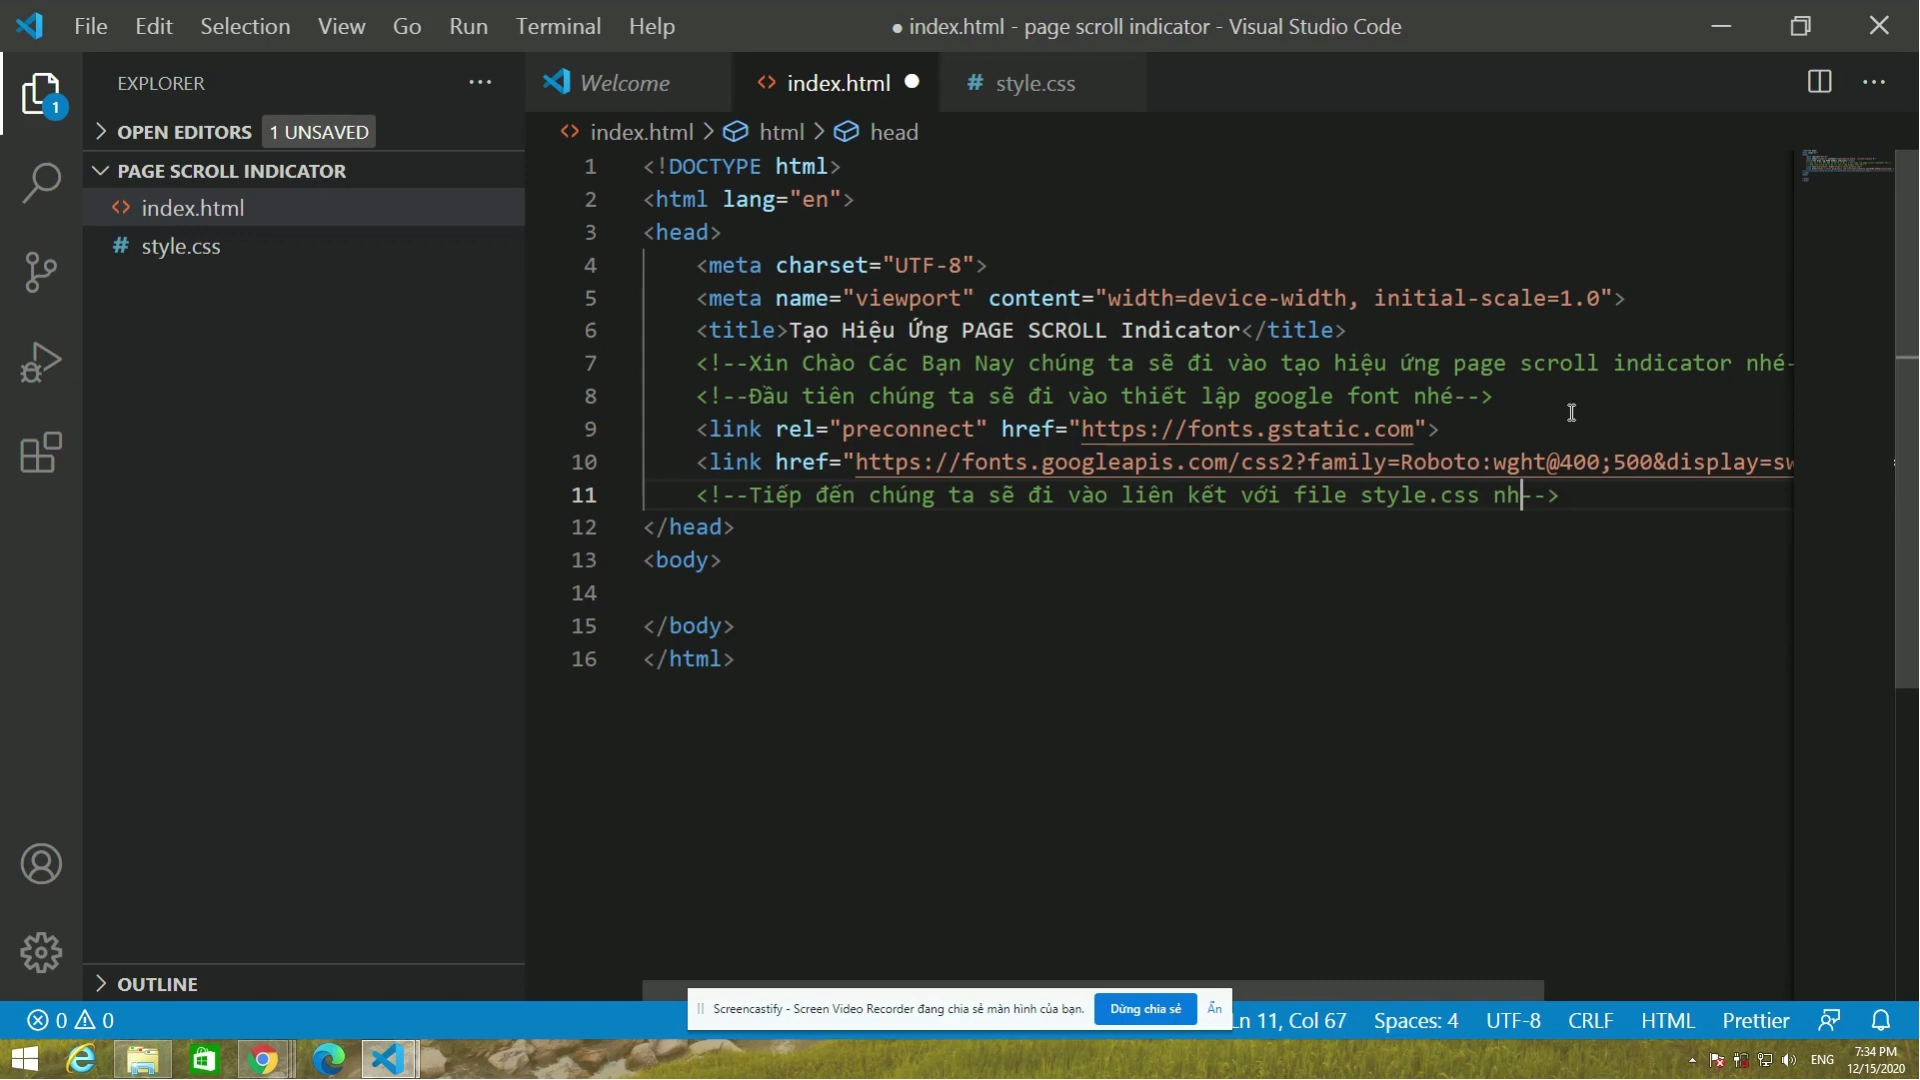 File Edit Selection View Go Run Terminal Help
● index.html - page scroll indicator - Visual Studio Code
EXPLORER
OPEN EDITORS 1 UNSAVED
PAGE SCROLL INDICATOR
<> index.html
# style.css
OUTLINE
1
Welcome
<> index.html ●
# style.css
<> index.html > html > head
1 <!DOCTYPE html>
2 <html lang="en">
3 <head>
4 <meta charset="UTF-8">
5 <meta name="viewport" content="width=device-width, initial-scale=1.0">
6 <title>Tạo Hiệu Ứng PAGE SCROLL Indicator</title>
7 <!--Xin Chào Các Bạn Nay chúng ta sẽ đi vào tạo hiệu ứng page scroll indicator nhé-
8 <!--Đầu tiên chúng ta sẽ đi vào thiết lập google font nhé-->
9 <link rel="preconnect" href="https://fonts.gstatic.com">
10 <link href="https://fonts.googleapis.com/css2?family=Roboto:wght@400;500&display=sw
11 <!--Tiếp đến chúng ta sẽ đi vào liên kết với file style.css nh-->
12 </head>
13 <body>
14
15 </body>
16 </html>
Screencastify - Screen Video Recorder đang chia sẻ màn hình của bạn. Dừng chia sẻ Ẩn
0 0
Ln 11, Col 67 Spaces: 4 UTF-8 CRLF HTML Prettier
ENG
7:34 PM
12/15/2020